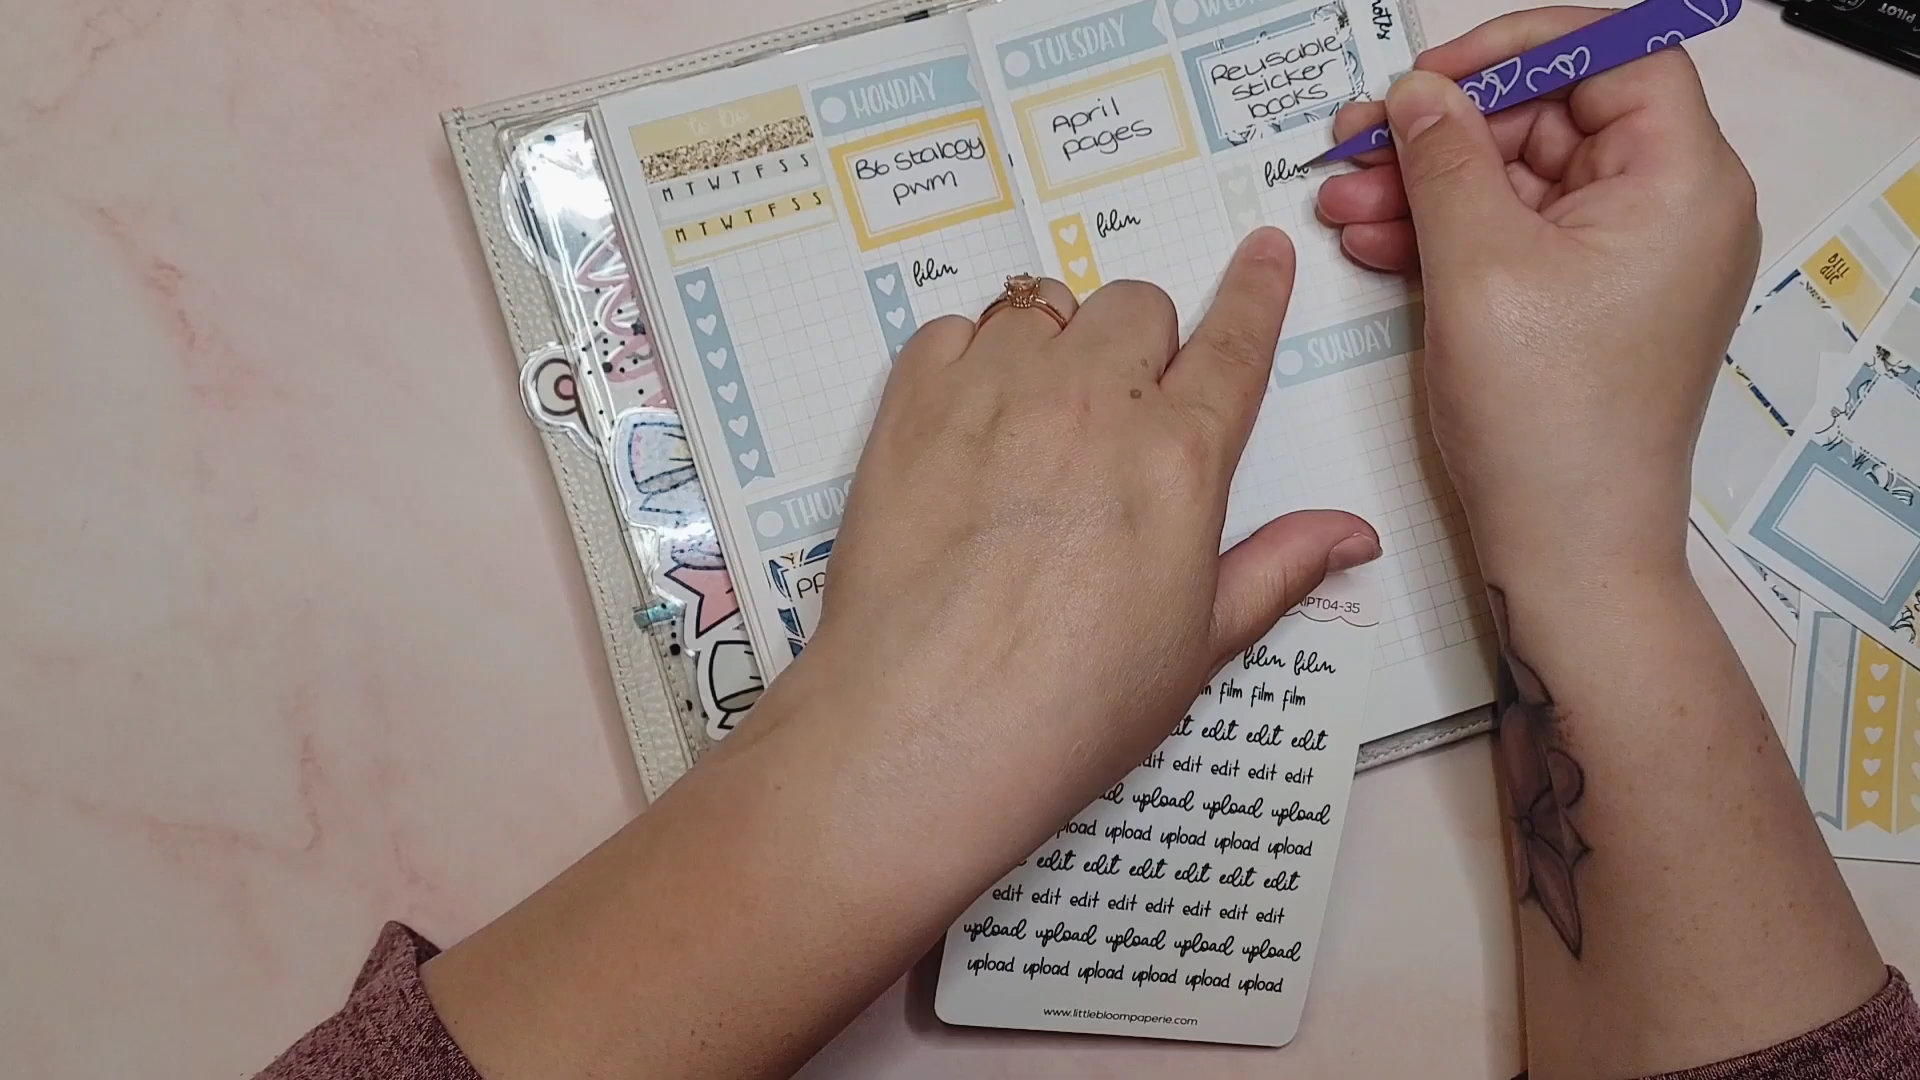 To Do
M T W T F S S
M T W T F S S
MONDAY
B6 Stalogy
pwm
film
TUESDAY
April
pages
film
Reusable
sticker
books
film
SUNDAY
PILOT
BILL
due
04-35
film film
film film film
edit edit edit
edit edit edit
upload upload upload
upload upload upload upload
edit edit edit edit edit edit
edit edit edit edit edit edit edit edit
upload upload upload upload upload
upload upload upload upload upload upload
www.littlebloompaperie.com